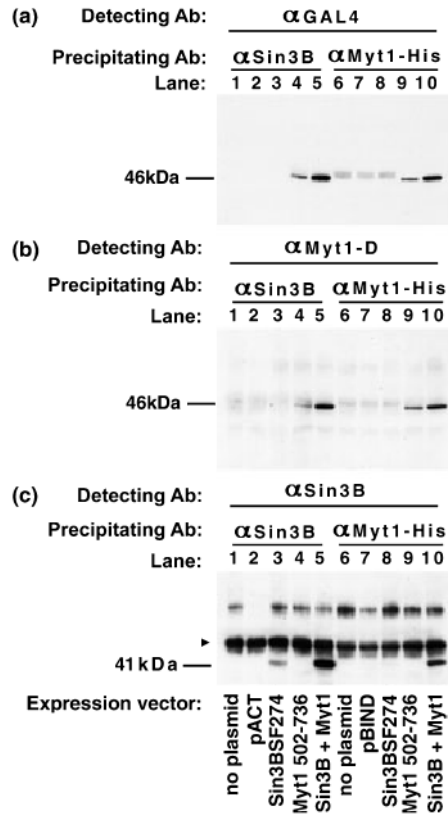 (a) Detecting Ab: αGAL4
Precipitating Ab: αSin3B αMyt1-His
Lane: 1 2 3 4 5 6 7 8 9 10
46kDa
(b) Detecting Ab: αMyt1-D
Precipitating Ab: αSin3B αMyt1-His
Lane: 1 2 3 4 5 6 7 8 9 10
46kDa
(c) Detecting Ab: αSin3B
Precipitating Ab: αSin3B αMyt1-His
Lane: 1 2 3 4 5 6 7 8 9 10
41kDa
Expression vector:
no plasmid
pACT
Sin3BSF274
Myt1 502-736
Sin3B + Myt1
no plasmid
pBIND
Sin3BSF274
Myt1 502-736
Sin3B + Myt1